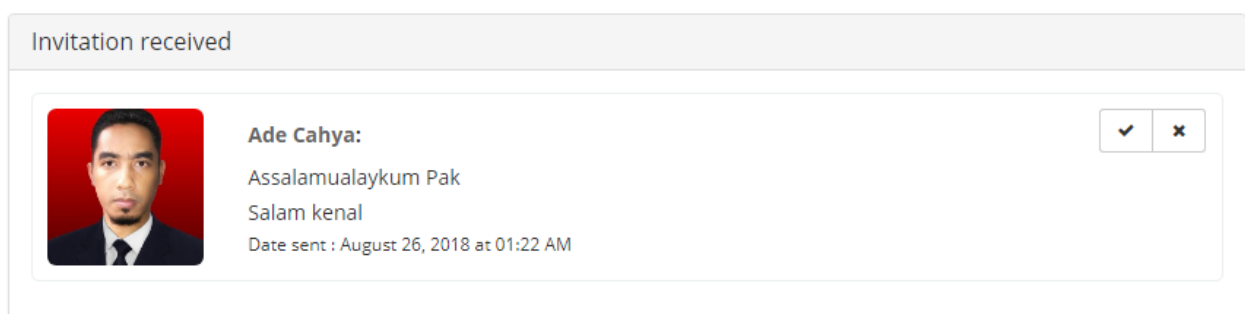 Invitation received
Ade Cahya:
Assalamualaykum Pak
Salam kenal
Date sent : August 26, 2018 at 01:22 AM